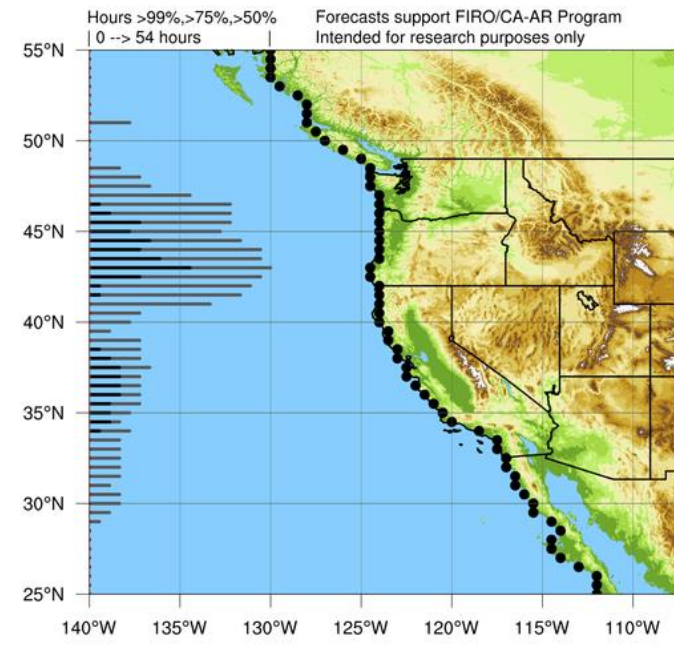 Hours >99%,>75%,>50%
| 0 --> 54 hours |
Forecasts support FIRO/CA-AR Program
Intended for research purposes only
55°N
50°N
45°N
40°N
35°N
30°N
25°N
140°W 135°W 130°W 125°W 120°W 115°W 110°W